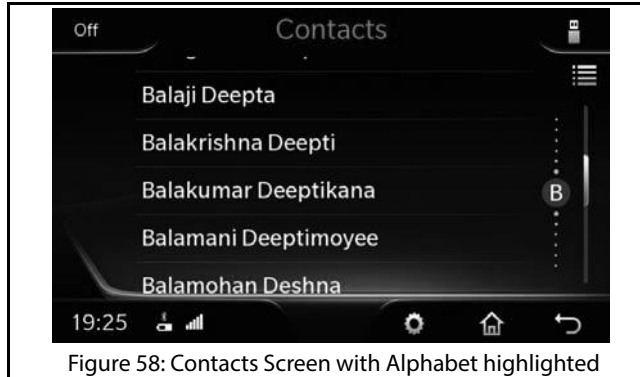 Off
Contacts
Balaji Deepta
Balakrishna Deepti
Balakumar Deeptikana
B
Balamani Deeptimoyee
Balamohan Deshna
19:25
Figure 58: Contacts Screen with Alphabet highlighted